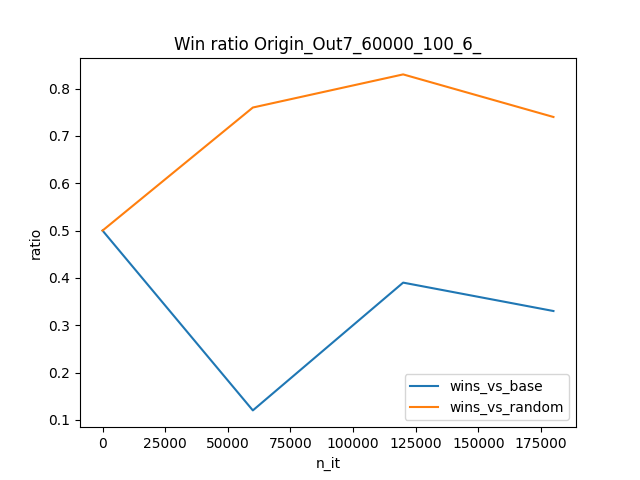 Win ratio Origin_Out7_60000_100_6_
ratio
0.8
0.7
0.6
0.5
0.4
0.3
0.2
0.1
wins_vs_base
wins_vs_random
0 25000 50000 75000 100000 125000 150000 175000
n_it